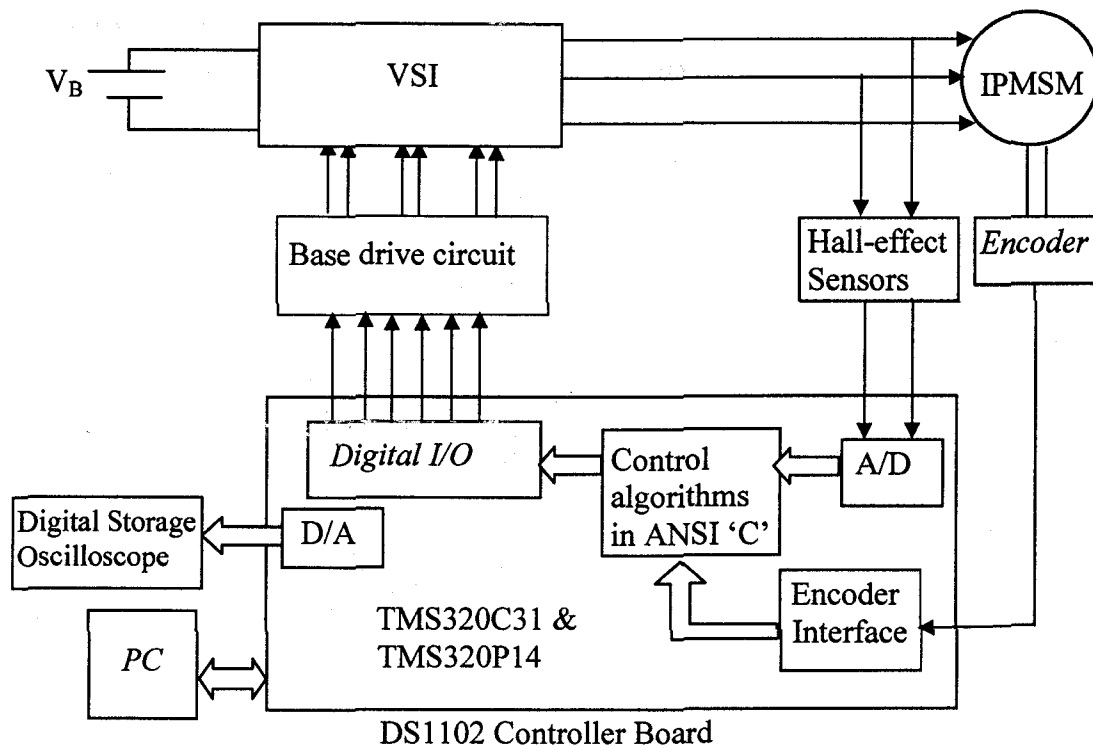 VSI
V_B
IPMSM
Base drive circuit
Hall-effect
Sensors
Encoder
Digital I/O
Control
algorithms
in ANSI ‘C’
A/D
Digital Storage
Oscilloscope
D/A
Encoder
Interface
TMS320C31 &
TMS320P14
PC
DS1102 Controller Board